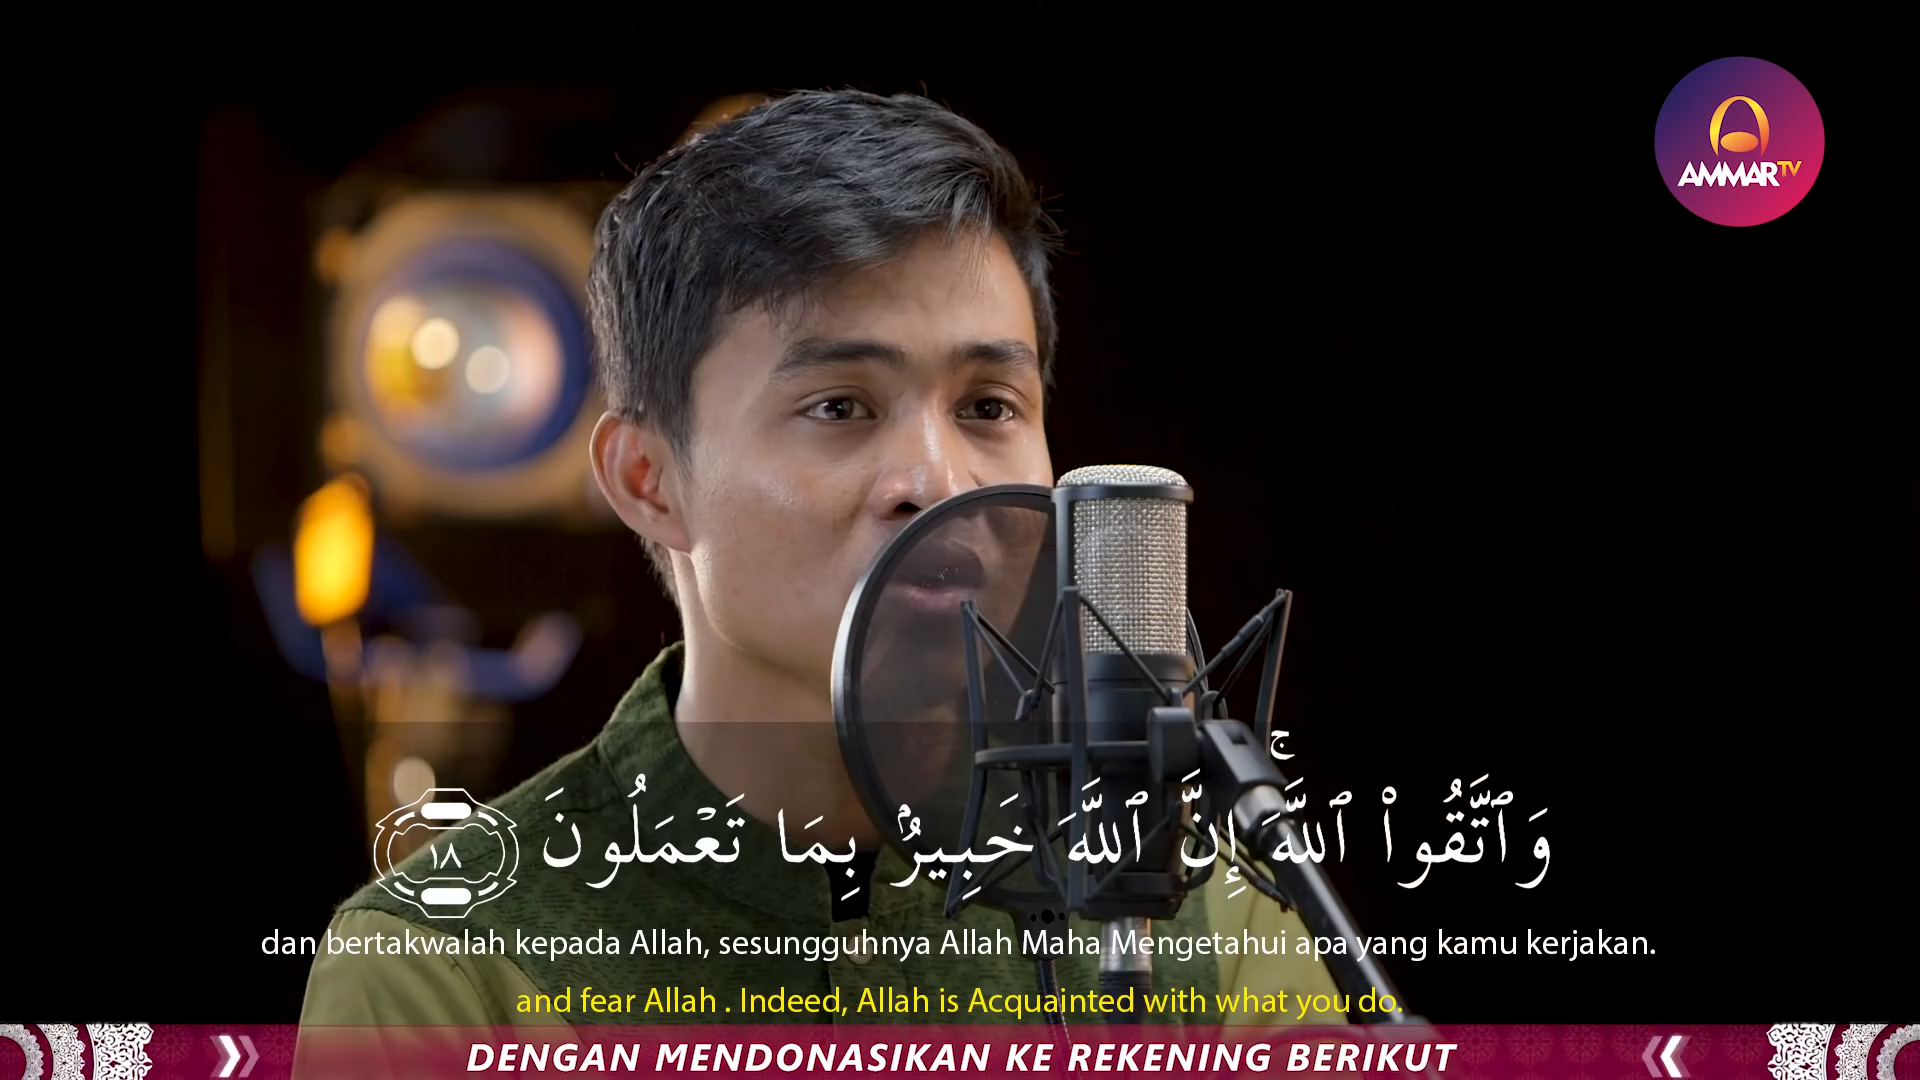 AMMARTV
وَٱتَّقُوا۟ ٱللَّهَ ۚ إِنَّ ٱللَّهَ خَبِيرٌۢ بِمَا تَعْمَلُونَ ١٨
dan bertakwalah kepada Allah, sesungguhnya Allah Maha Mengetahui apa yang kamu kerjakan.
and fear Allah . Indeed, Allah is Acquainted with what you do.
DENGAN MENDONASIKAN KE REKENING BERIKUT